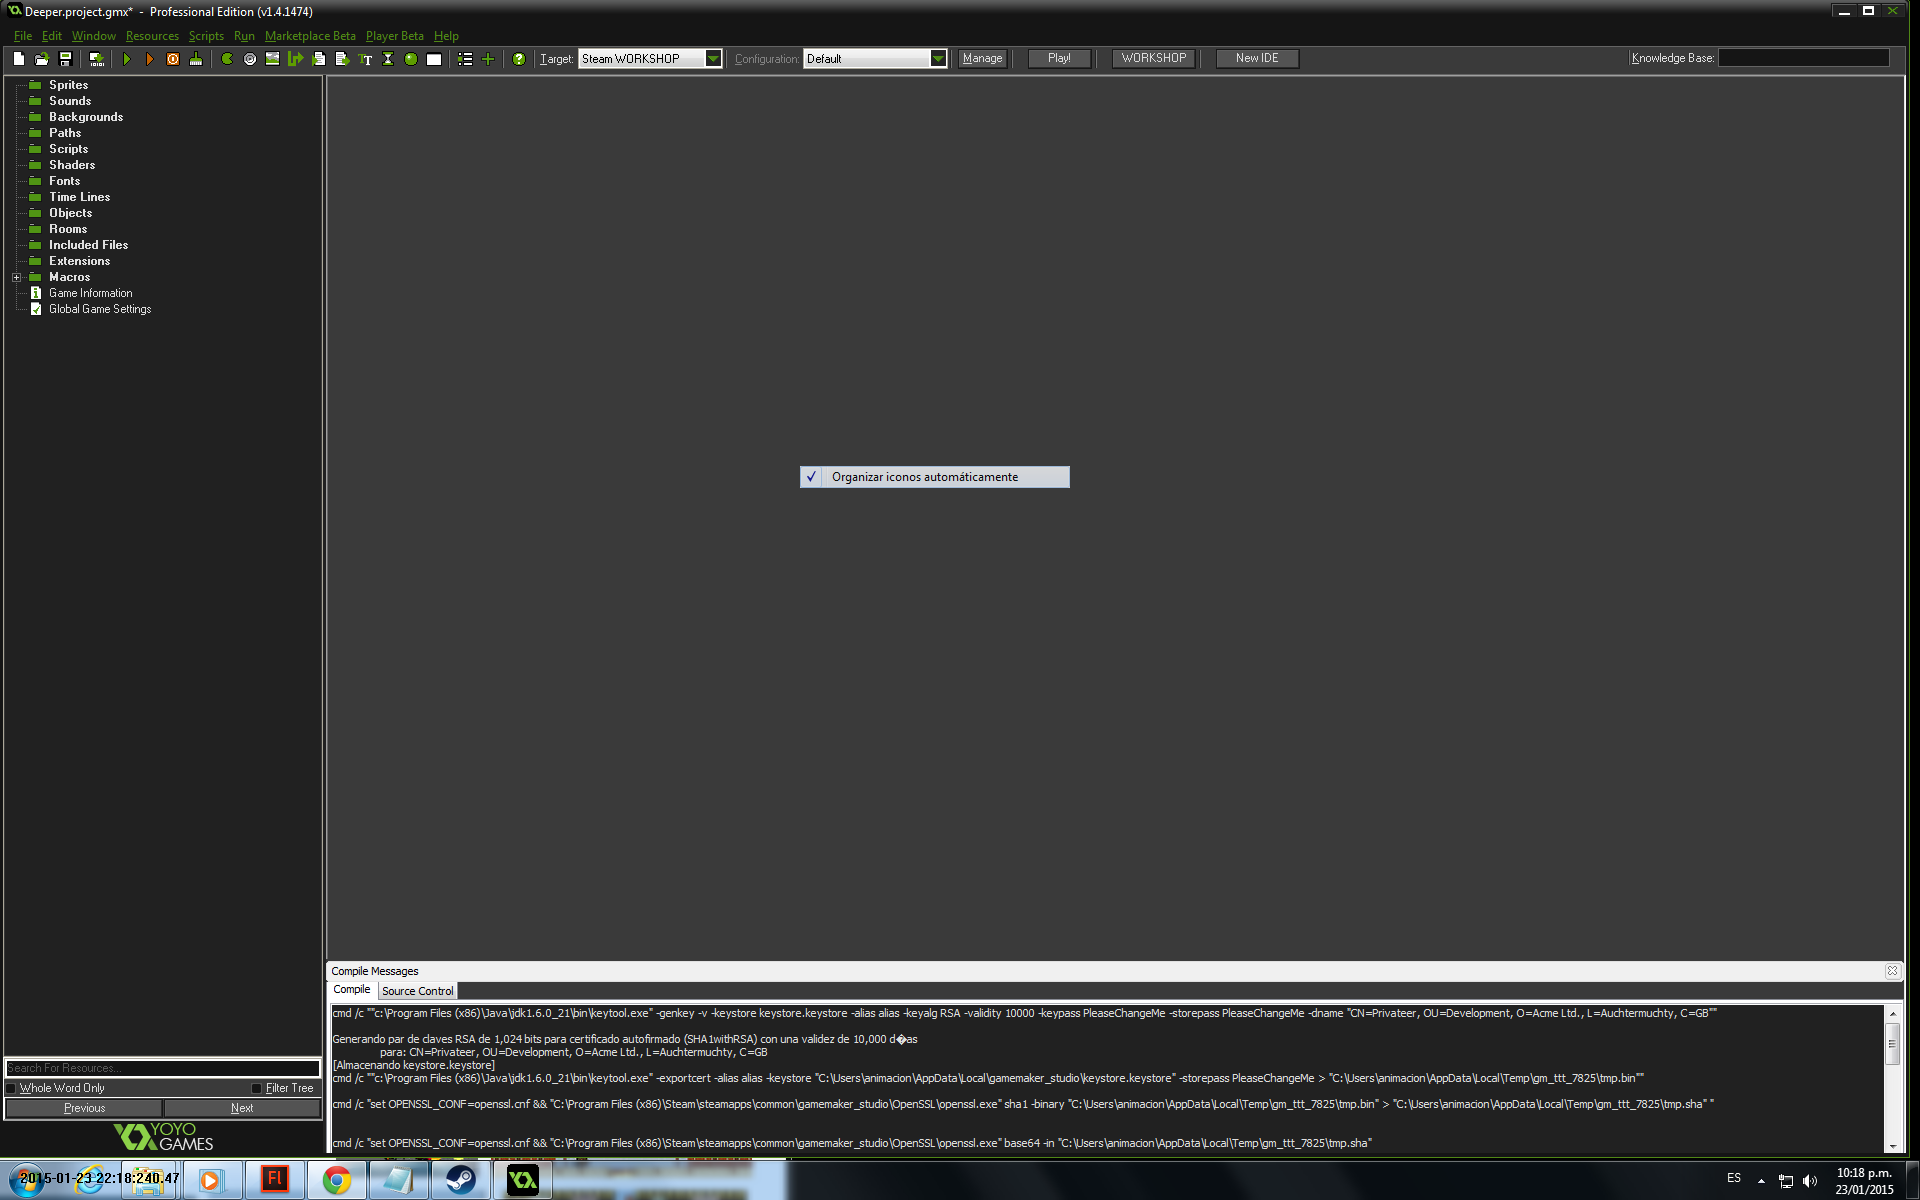 Deeper.project.gmx* - Professional Edition (v1.4.1474)
File Edit Window Resources Scripts Run Marketplace Beta Player Beta Help
Target: Steam WORKSHOP Configuration: Default Manage Play! WORKSHOP New IDE Knowledge Base:
Sprites
Sounds
Backgrounds
Paths
Scripts
Shaders
Fonts
Time Lines
Objects
Rooms
Included Files
Extensions
Macros
Game Information
Global Game Settings
Organizar iconos automáticamente
Compile Messages
Compile Source Control
cmd /c ""c:\Program Files (x86)\Java\jdk1.6.0_21\bin\keytool.exe" -genkey -v -keystore keystore.keystore -alias alias -keyalg RSA -validity 10000 -keypass PleaseChangeMe -storepass PleaseChangeMe -dname "CN=Privateer, OU=Development, O=Acme Ltd., L=Auchtermuchty, C=GB""
Generando par de claves RSA de 1,024 bits para certificado autofirmado (SHA1withRSA) con una validez de 10,000 d�as
para: CN=Privateer, OU=Development, O=Acme Ltd., L=Auchtermuchty, C=GB
[Almacenando keystore.keystore]
cmd /c ""c:\Program Files (x86)\Java\jdk1.6.0_21\bin\keytool.exe" -exportcert -alias alias -keystore "C:\Users\animacion\AppData\Local\gamemaker_studio\keystore.keystore" -storepass PleaseChangeMe > "C:\Users\animacion\AppData\Local\Temp\gm_ttt_7825\tmp.bin""
cmd /c "set OPENSSL_CONF=openssl.cnf && "C:\Program Files (x86)\Steam\steamapps\common\gamemaker_studio\OpenSSL\openssl.exe" sha1 -binary "C:\Users\animacion\AppData\Local\Temp\gm_ttt_7825\tmp.bin" > "C:\Users\animacion\AppData\Local\Temp\gm_ttt_7825\tmp.sha" "
cmd /c "set OPENSSL_CONF=openssl.cnf && "C:\Program Files (x86)\Steam\steamapps\common\gamemaker_studio\OpenSSL\openssl.exe" base64 -in "C:\Users\animacion\AppData\Local\Temp\gm_ttt_7825\tmp.sha"
Search For Resources...
Whole Word Only Filter Tree
Previous Next
YOYO
GAMES
2015-01-23 22:18:240.47
Fl
ES
10:18 p.m.
23/01/2015